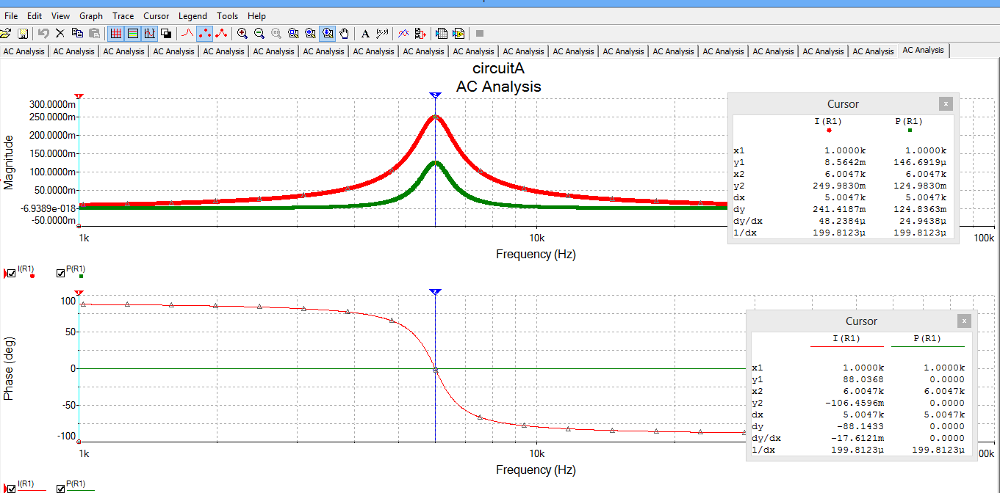 File Edit View Graph Trace Cursor Legend Tools Help
AC Analysis AC Analysis AC Analysis AC Analysis AC Analysis AC Analysis AC Analysis AC Analysis AC Analysis AC Analysis AC Analysis AC Analysis AC Analysis AC Analysis AC Analysis AC Analysis AC Analysis AC Analysis AC Analysis
circuitA
AC Analysis
Magnitude
300.0000m
250.0000m
200.0000m
150.0000m
100.0000m
50.0000m
-6.9389e-018
-50.0000m
1
2
1k 10k 100k
Frequency (Hz)
Cursor
I(R1) P(R1)
x1 1.0000k 1.0000k
y1 8.5642m 146.6919µ
x2 6.0047k 6.0047k
y2 249.9830m 124.9830m
dx 5.0047k 5.0047k
dy 241.4187m 124.8363m
dy/dx 48.2384µ 24.9438µ
1/dx 199.8123µ 199.8123µ
I(R1) P(R1)
Phase (deg)
100
50
0
-50
-100
1
2
1k 10k 00k
Frequency (Hz)
Cursor
I(R1) P(R1)
x1 1.0000k 1.0000k
y1 88.0368 0.0000
x2 6.0047k 6.0047k
y2 -106.4596m 0.0000
dx 5.0047k 5.0047k
dy -88.1433 0.0000
dy/dx -17.6121m 0.0000
1/dx 199.8123µ 199.8123µ
I(R1) P(R1)